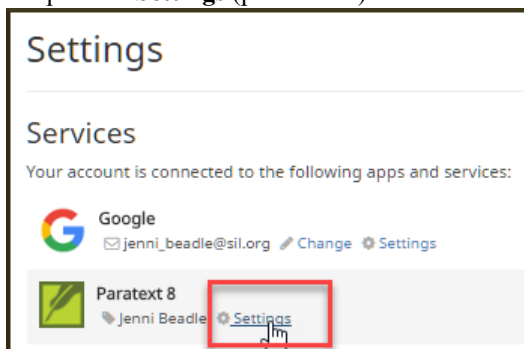 Settings
Services
Your account is connected to the following apps and services:
Google
jenni_beadle@sil.org Change Settings
Paratext 8
Jenni Beadle Settings